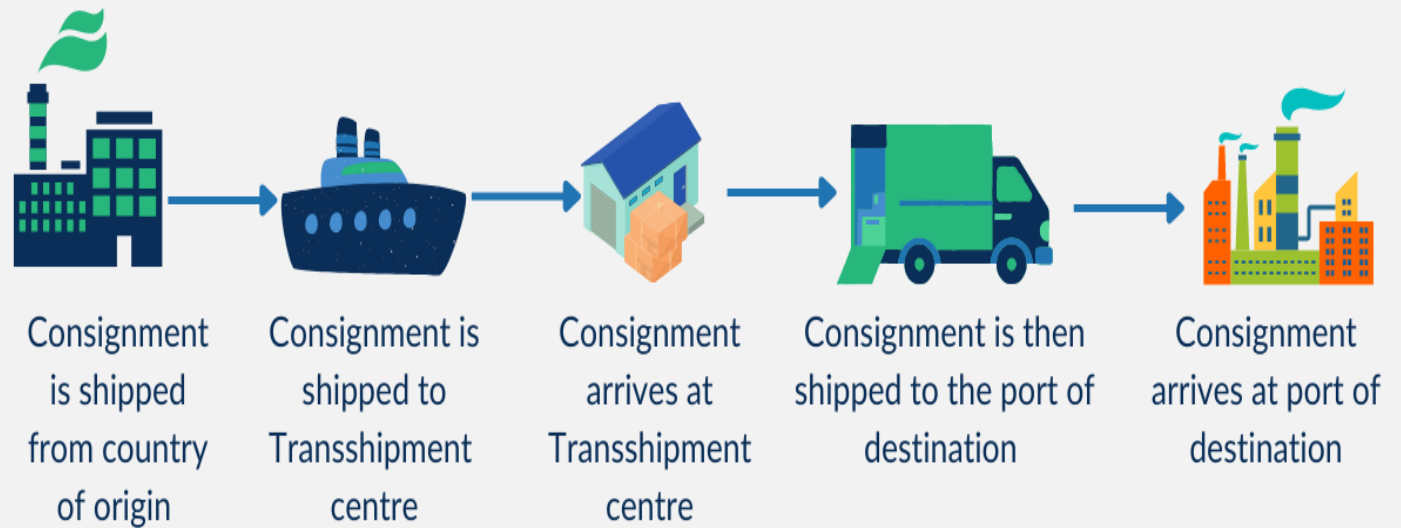 Consignment
is shipped
from country
of origin
Consignment is
shipped to
Transshipment
centre
Consignment
arrives at
Transshipment
centre
Consignment is then
shipped to the port of
destination
Consignment
arrives at port of
destination